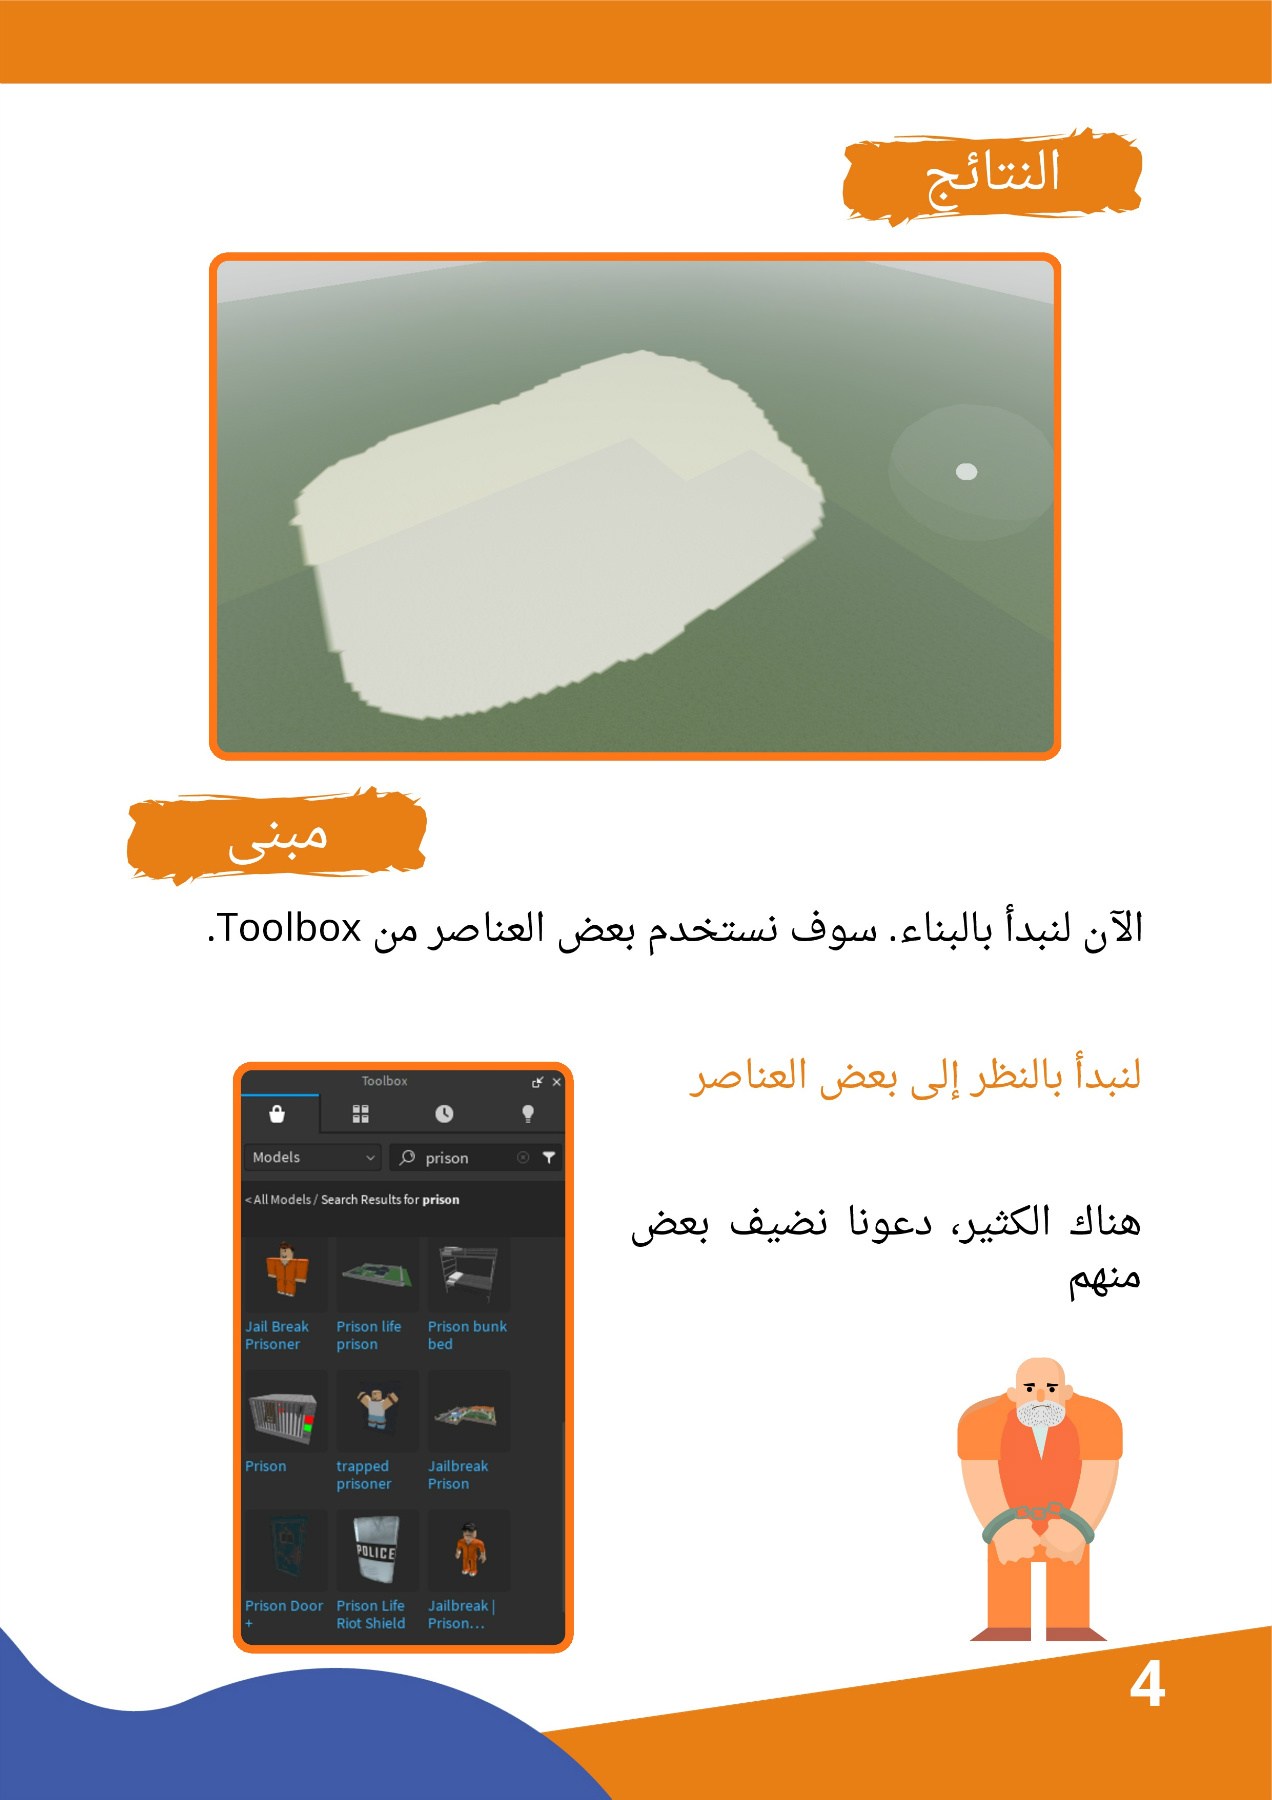 النتائج
مبنى
الآن لنبدأ بالبناء. سوف نستخدم بعض العناصر من Toolbox.
لنبدأ بالنظر إلى بعض العناصر
هناك الكثير، دعونا نضيف بعض
منهم
Toolbox
Models
prison
< All Models / Search Results for prison
Jail Break
Prisoner
Prison life
prison
Prison bunk
bed
Prison
trapped
prisoner
Jailbreak
Prison
POLICE
Prison Door
+
Prison Life
Riot Shield
Jailbreak |
Prison...
4